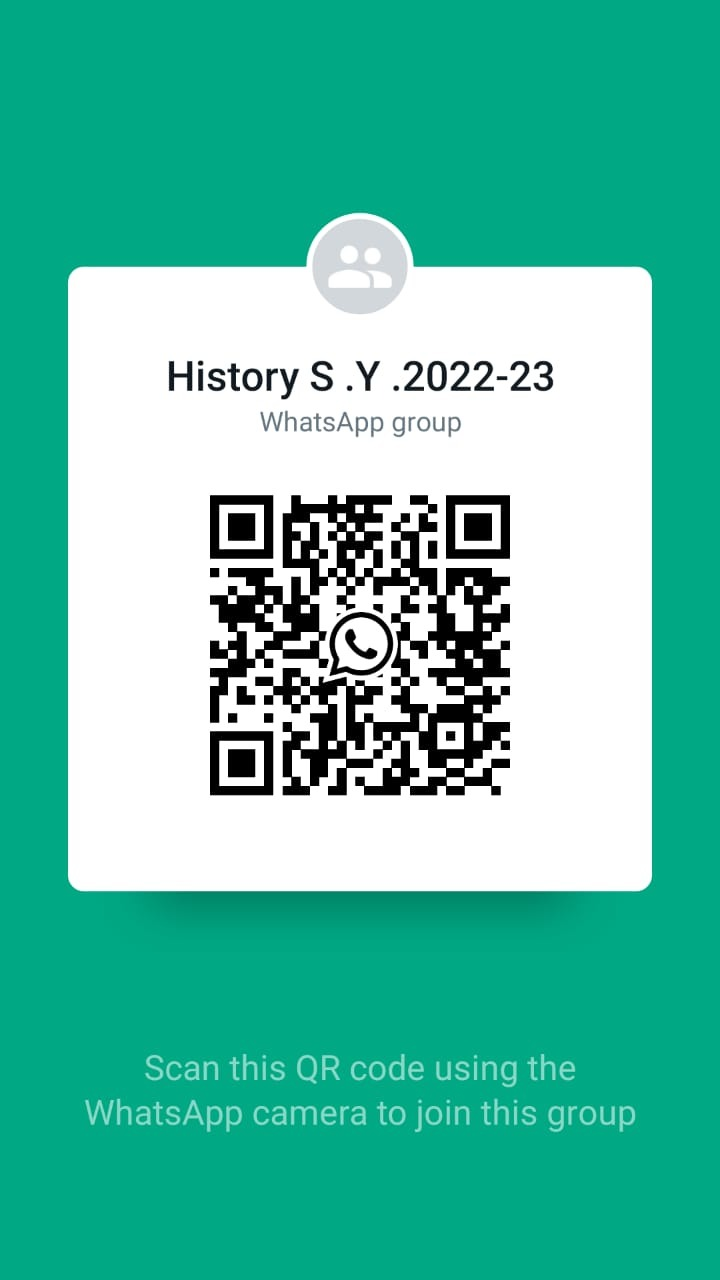 History S .Y .2022-23
WhatsApp group
Scan this QR code using the
WhatsApp camera to join this group